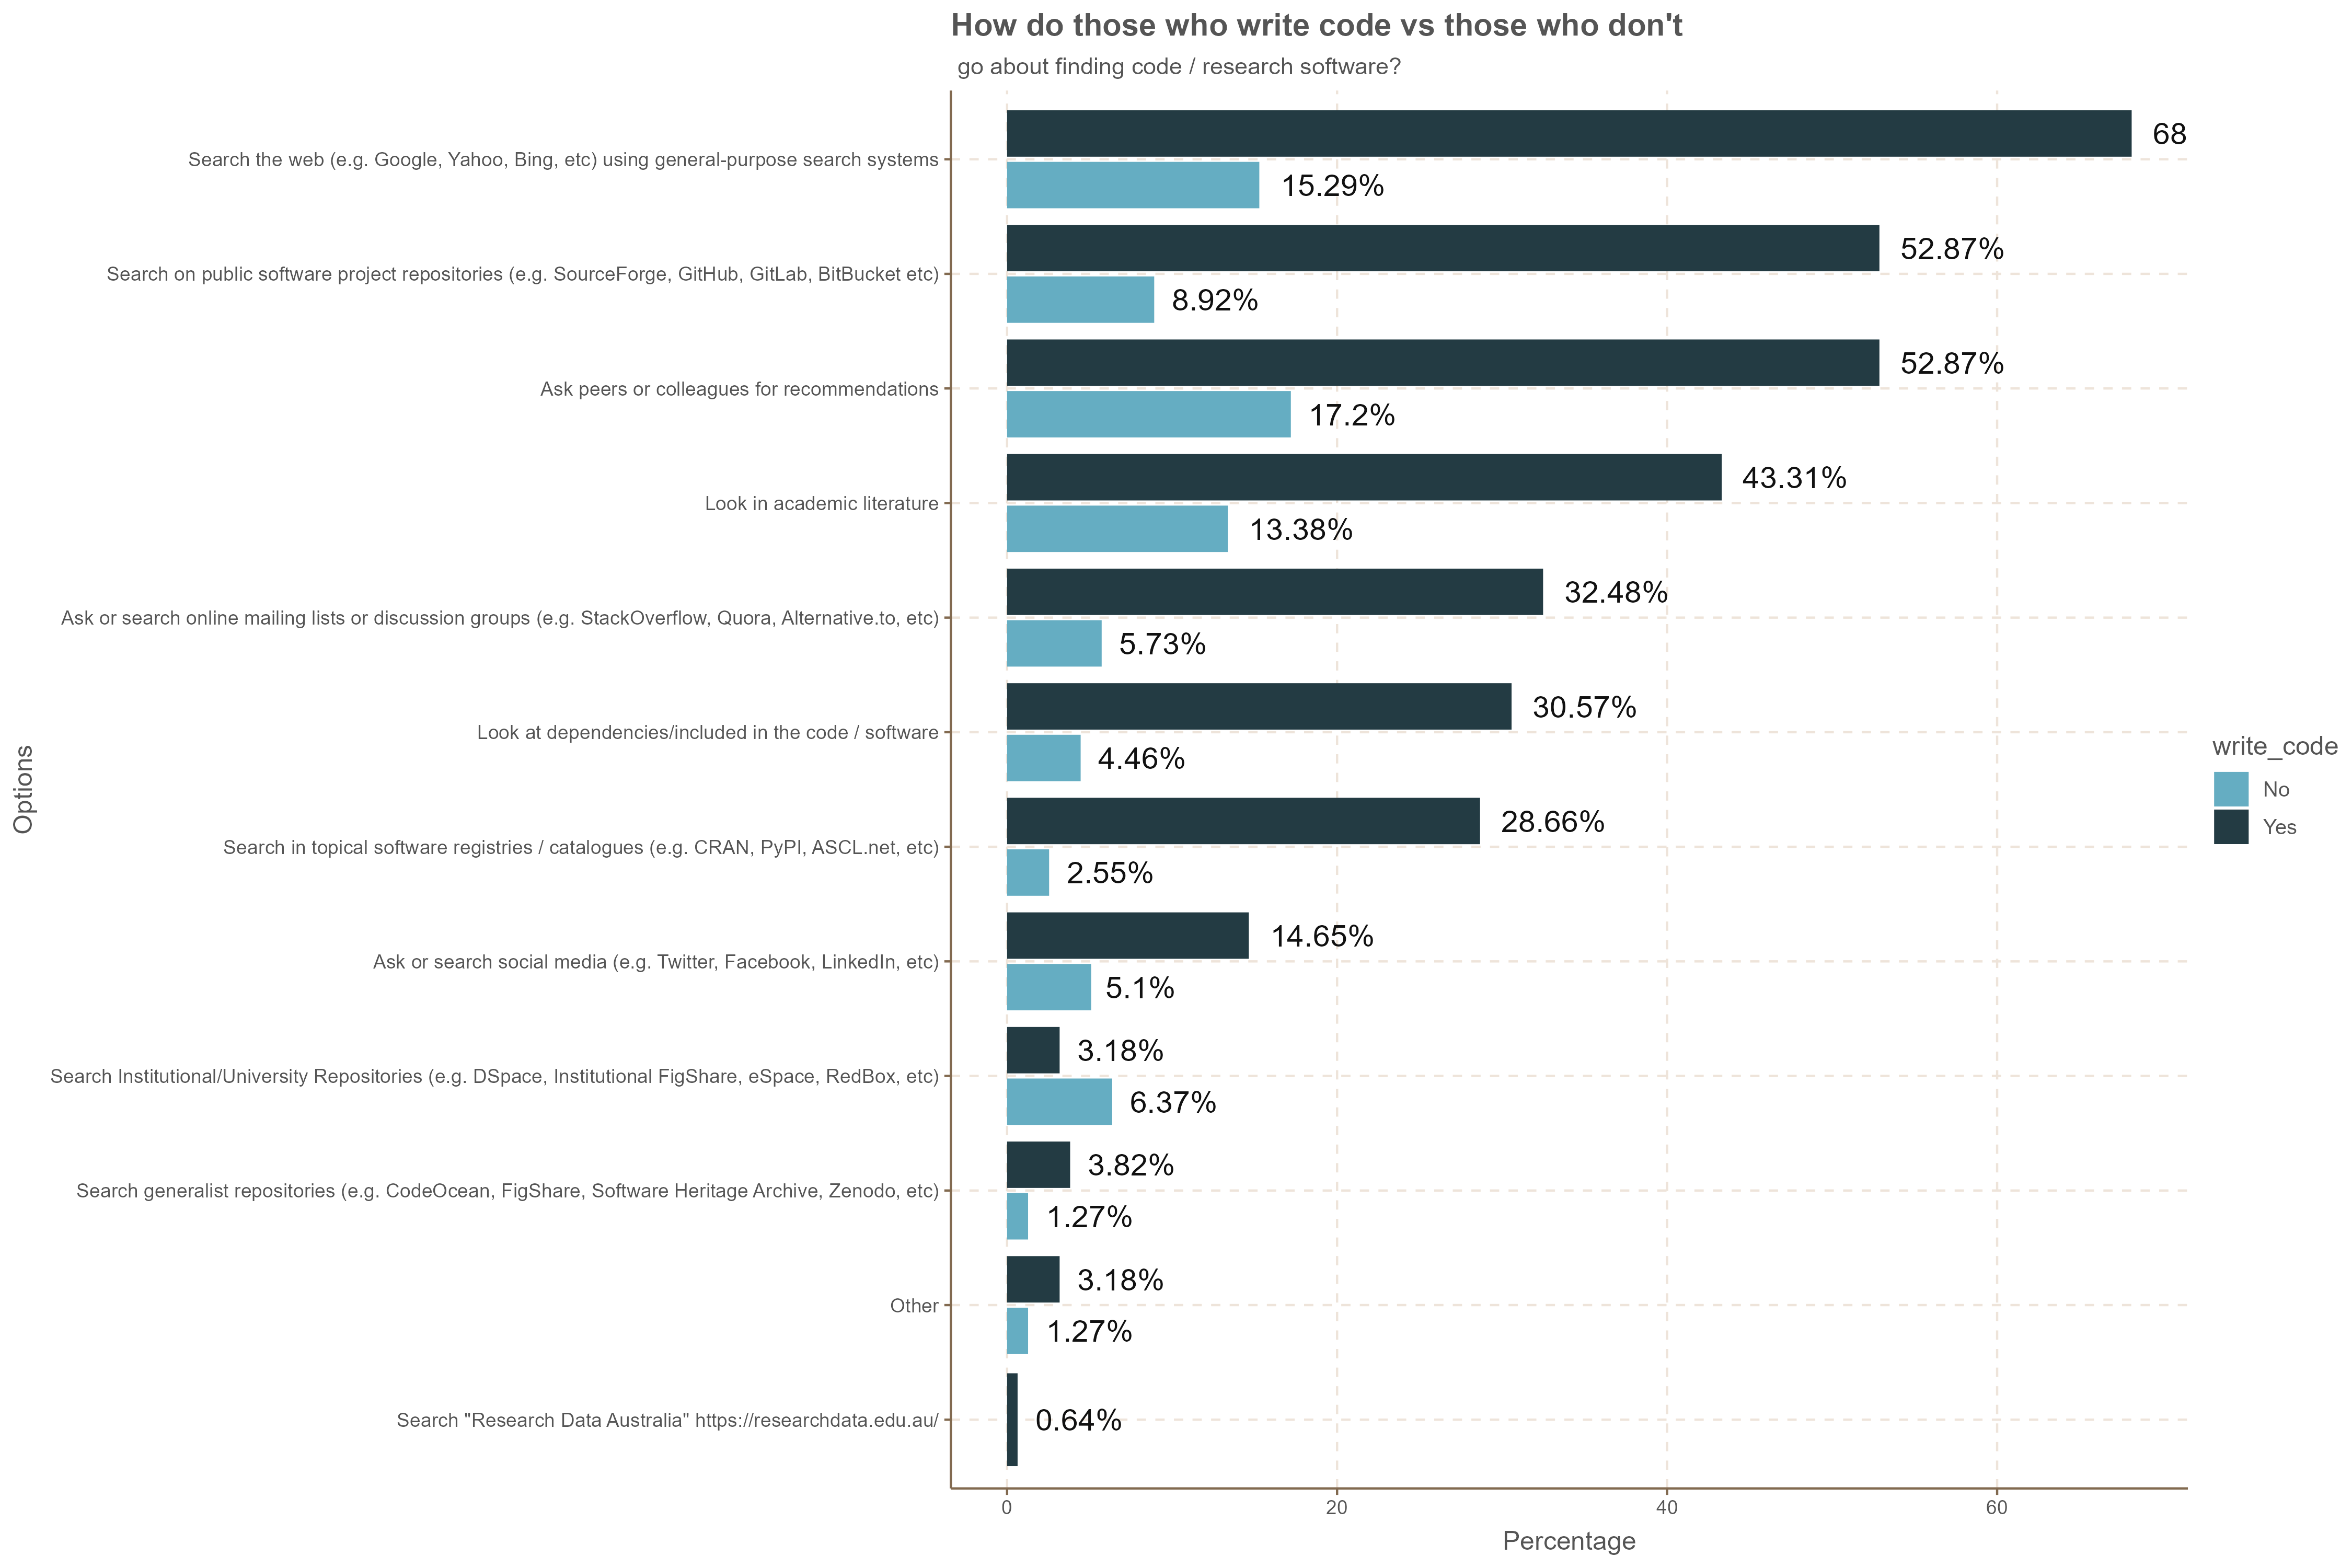 How do those who write code vs those who don't
go about finding code / research software?
Search the web (e.g. Google, Yahoo, Bing, etc) using general-purpose search systems
68
15.29%
Search on public software project repositories (e.g. SourceForge, GitHub, GitLab, BitBucket etc)
52.87%
8.92%
Ask peers or colleagues for recommendations
52.87%
17.2%
Look in academic literature
43.31%
13.38%
Ask or search online mailing lists or discussion groups (e.g. StackOverflow, Quora, Alternative.to, etc)
32.48%
5.73%
Look at dependencies/included in the code / software
30.57%
4.46%
Search in topical software registries / catalogues (e.g. CRAN, PyPI, ASCL.net, etc)
28.66%
2.55%
Ask or search social media (e.g. Twitter, Facebook, LinkedIn, etc)
14.65%
5.1%
Search Institutional/University Repositories (e.g. DSpace, Institutional FigShare, eSpace, RedBox, etc)
3.18%
6.37%
Search generalist repositories (e.g. CodeOcean, FigShare, Software Heritage Archive, Zenodo, etc)
3.82%
1.27%
Other
3.18%
1.27%
Search "Research Data Australia" https://researchdata.edu.au/
0.64%
0
20
40
60
Percentage
Options
write_code
No
Yes